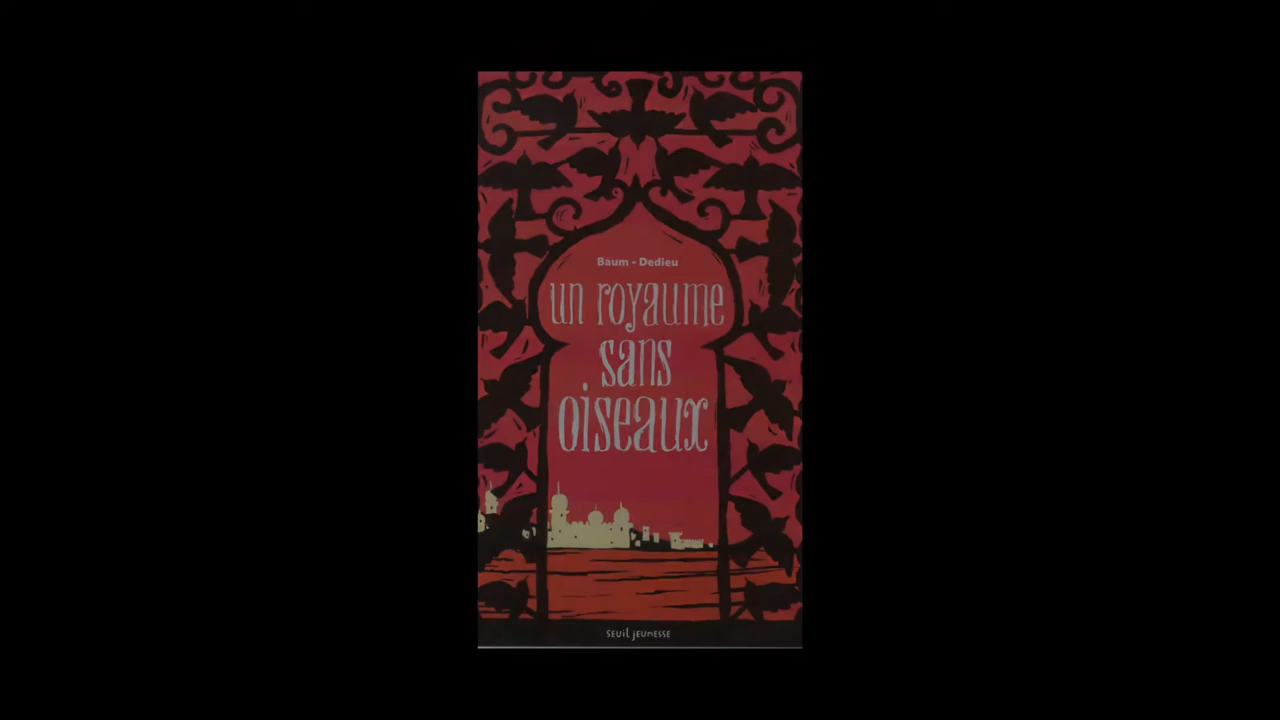 Baum - Dedieu
un royaume
sans
oiseaux
seuil jeunesse